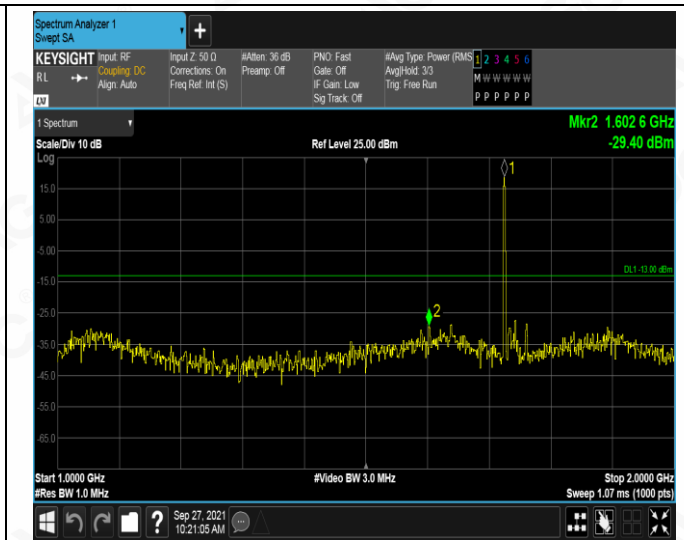 Spectrum Analyzer 1
Swept SA
+
KEYSIGHT
RL
LXI
Input: RF
Coupling: DC
Align: Auto
Input Z: 50 Ω
Corrections: On
Freq Ref: Int (S)
#Atten: 36 dB
Preamp: Off
PNO: Fast
Gate: Off
IF Gain: Low
Sig Track: Off
#Avg Type: Power (RMS
Avg|Hold: 3/3
Trig: Free Run
1 2 3 4 5 6
M W W W W W
P P P P P P
1 Spectrum
Mkr2 1.602 6 GHz
-29.40 dBm
Scale/Div 10 dB
Ref Level 25.00 dBm
Log
1
15.0
5.00
-5.00
DL1 -13.00 dBm
-15.0
2
-25.0
-35.0
-45.0
-55.0
-65.0
Start 1.0000 GHz
#Video BW 3.0 MHz
Stop 2.0000 GHz
#Res BW 1.0 MHz
Sweep 1.07 ms (1000 pts)
?
Sep 27, 2021
10:21:05 AM